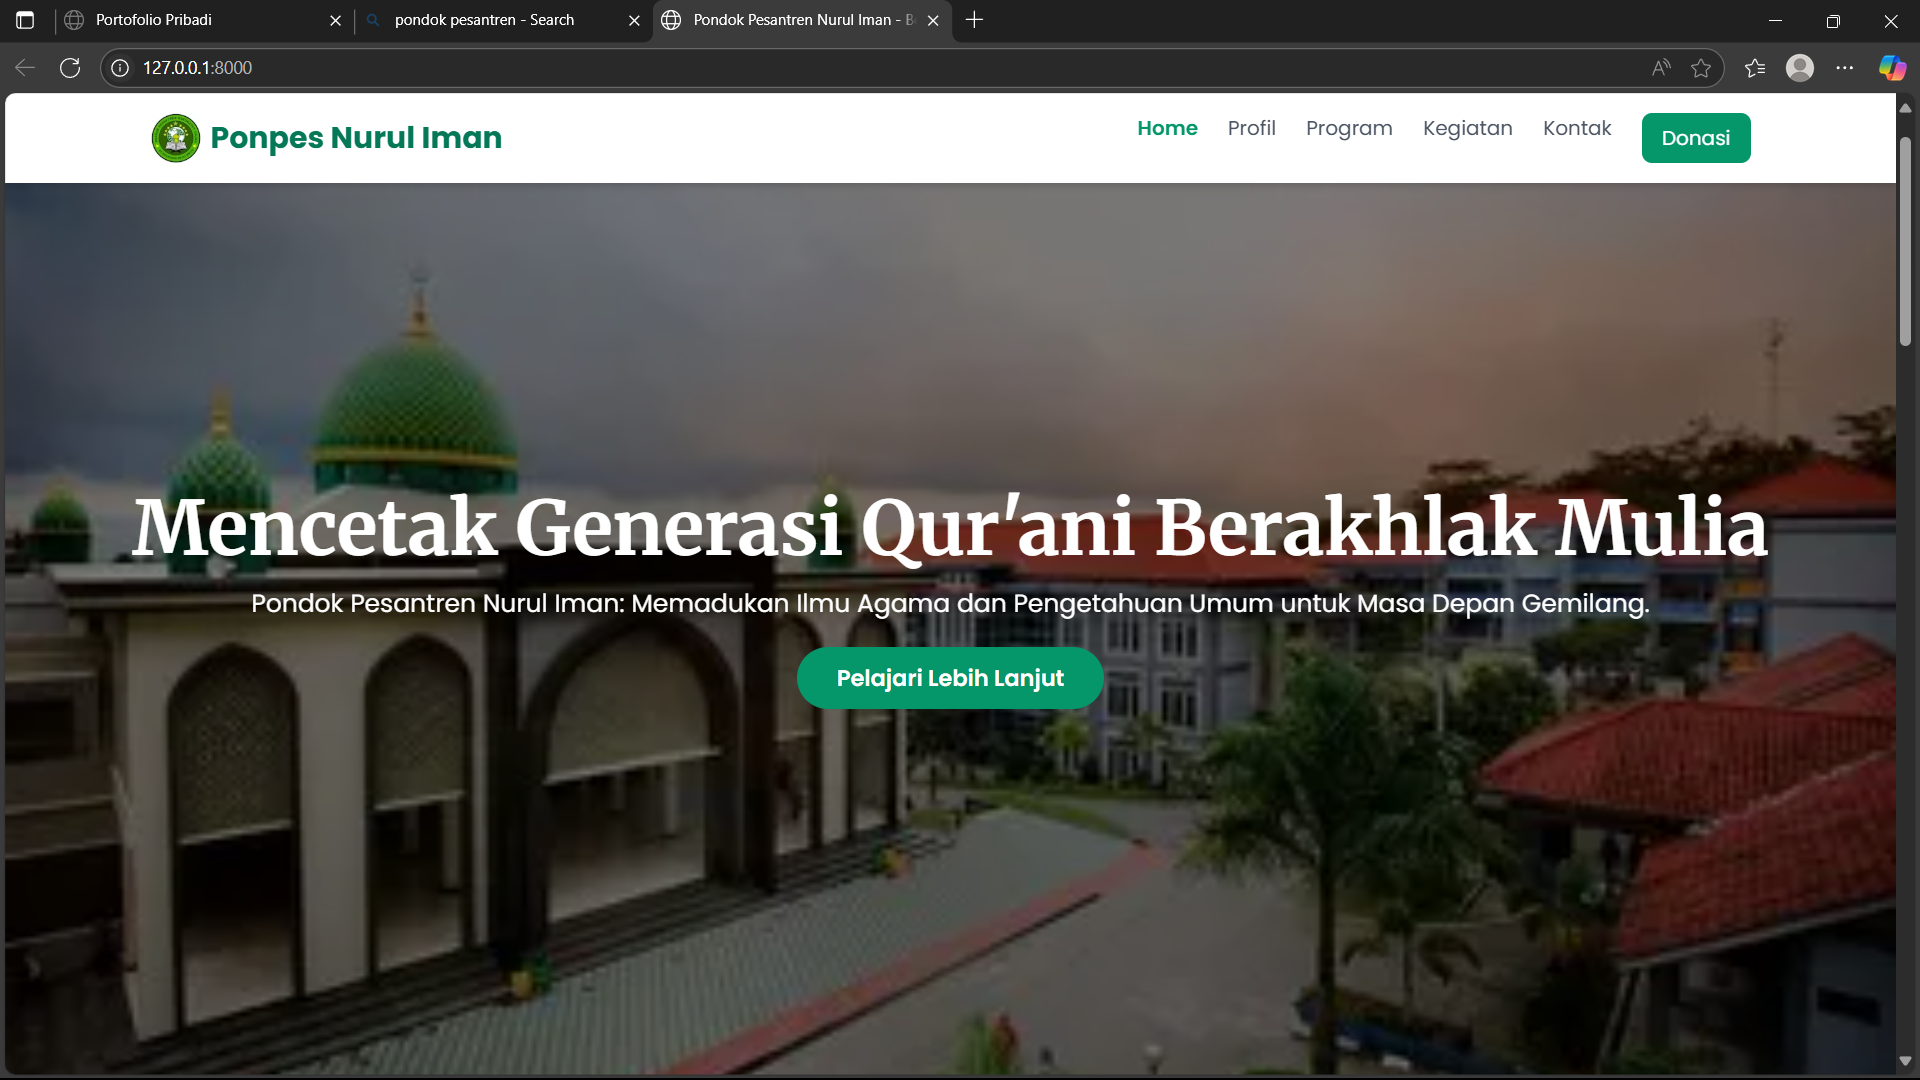 Portofolio Pribadi
pondok pesantren - Search
Pondok Pesantren Nurul Iman - B
127.0.0.1:8000
Ponpes Nurul Iman
Home Profil Program Kegiatan Kontak Donasi
Mencetak Generasi Qur'ani Berakhlak Mulia
Pondok Pesantren Nurul Iman: Memadukan Ilmu Agama dan Pengetahuan Umum untuk Masa Depan Gemilang.
Pelajari Lebih Lanjut